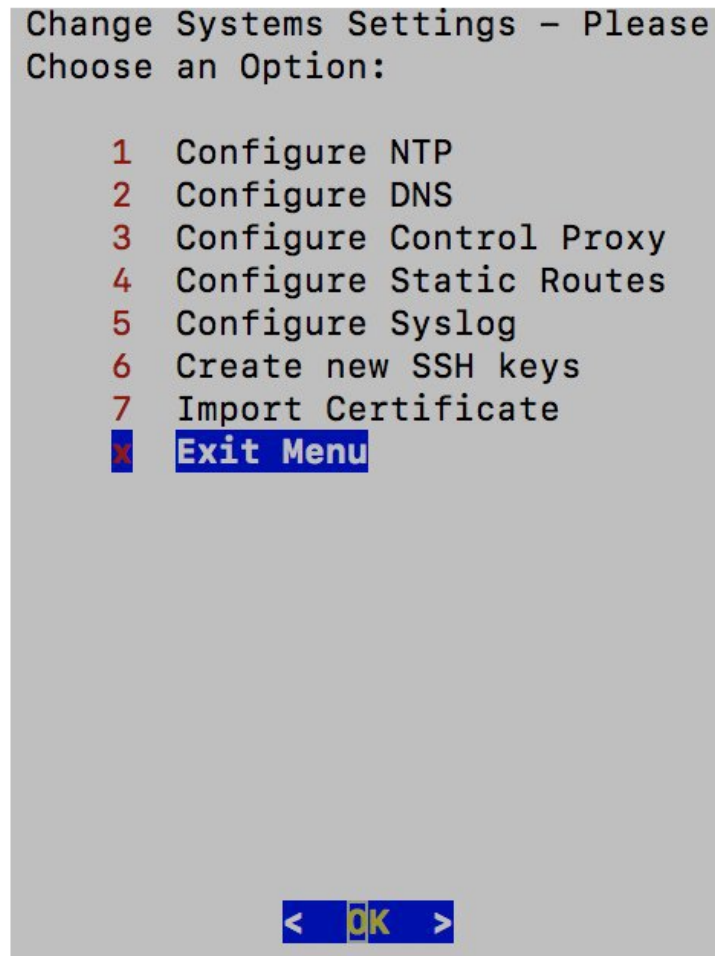 Change Systems Settings – Please
Choose an Option:
1 Configure NTP
2 Configure DNS
3 Configure Control Proxy
4 Configure Static Routes
5 Configure Syslog
6 Create new SSH keys
7 Import Certificate
x Exit Menu
< OK >